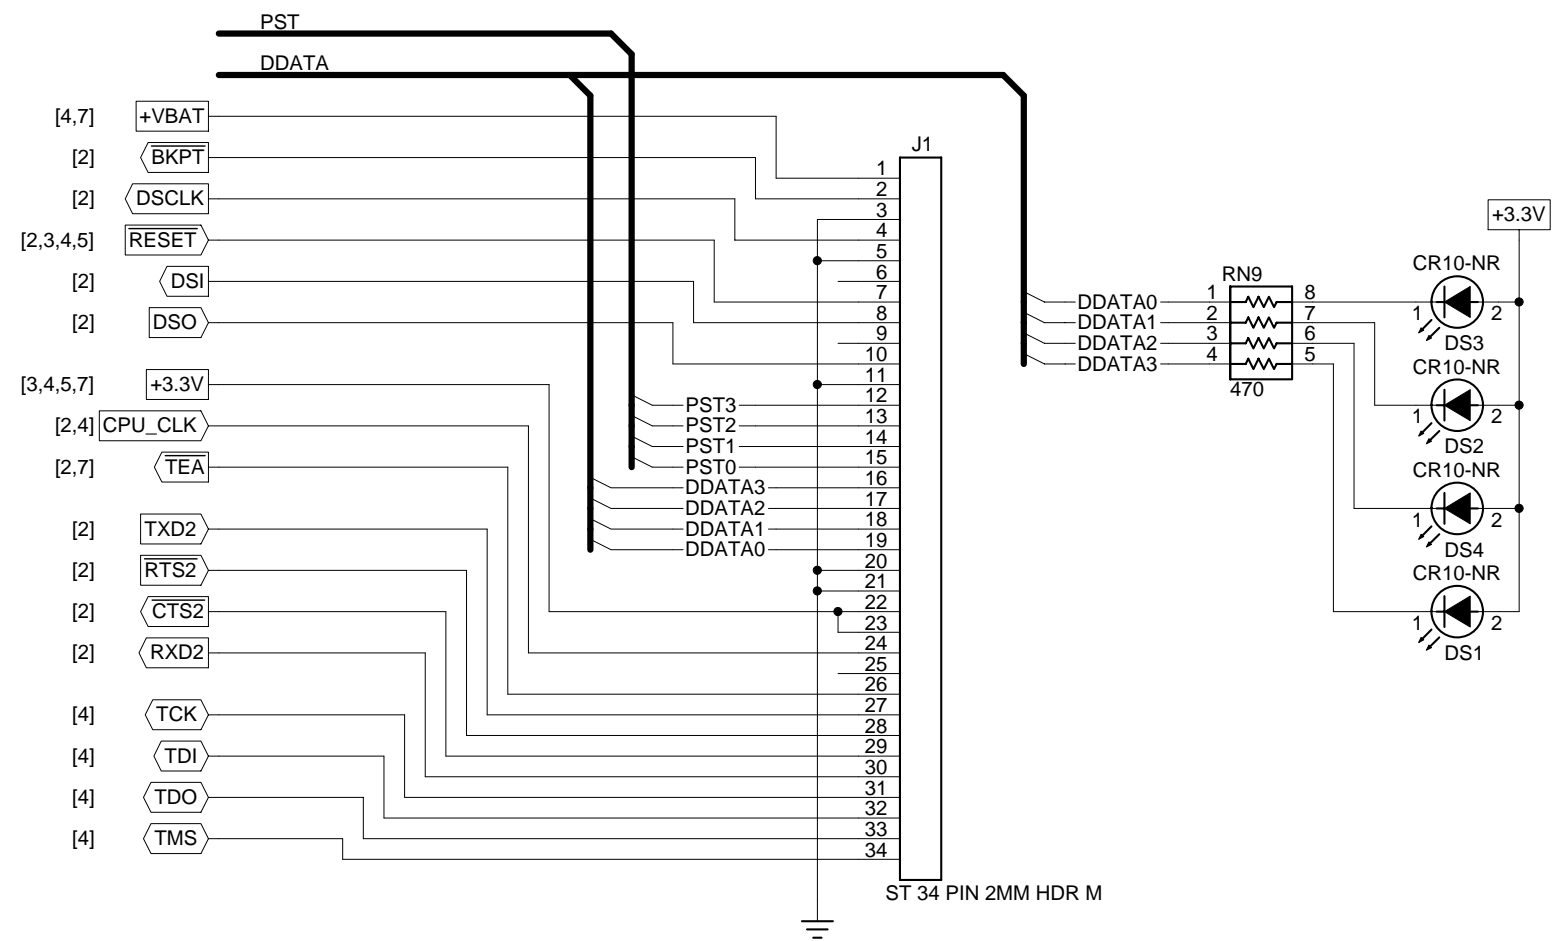 PST
DDATA
[4,7] +VBAT
[2] BKPT
[2] DSCLK
[2,3,4,5] RESET
[2] DSI
[2] DSO
[3,4,5,7] +3.3V
[2,4] CPU_CLK
[2,7] TEA
[2] TXD2
[2] RTS2
[2] CTS2
[2] RXD2
[4] TCK
[4] TDI
[4] TDO
[4] TMS
J1
1
2
3
4
5
6
7
8
9
10
11
PST3 12
PST2 13
PST1 14
PST0 15
DDATA3 16
DDATA2 17
DDATA1 18
DDATA0 19
20
21
22
23
24
25
26
27
28
29
30
31
32
33
34
ST 34 PIN 2MM HDR M
RN9
DDATA0 1 8
DDATA1 2 7
DDATA2 3 6
DDATA3 4 5
470
+3.3V
CR10-NR
1 2
DS3
CR10-NR
1 2
DS2
CR10-NR
1 2
DS4
CR10-NR
1 2
DS1